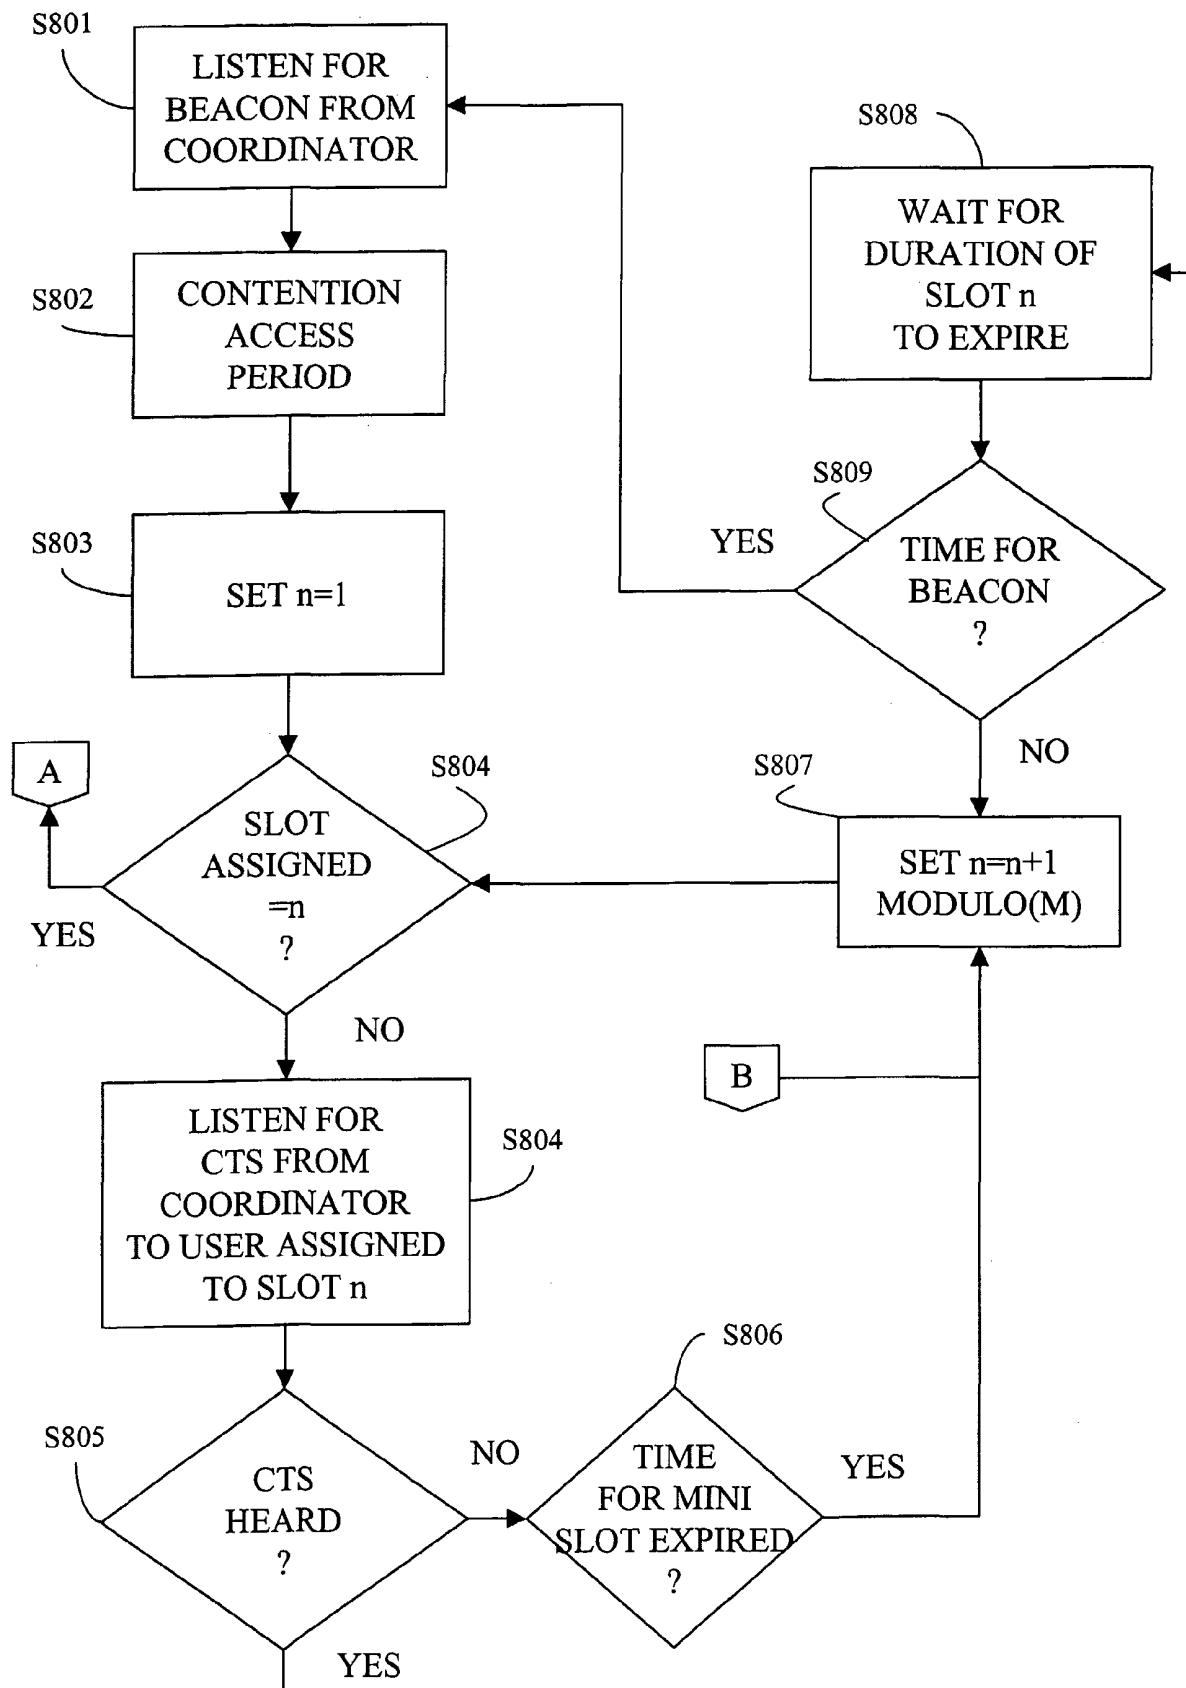 S801
LISTEN FOR
BEACON FROM
COORDINATOR
S802
CONTENTION
ACCESS
PERIOD
S803
SET n=1
S808
WAIT FOR
DURATION OF
SLOT n
TO EXPIRE
S809
TIME FOR
BEACON
?
YES
NO
A
S804
SLOT
ASSIGNED
=n
?
YES
NO
S807
SET n=n+1
MODULO(M)
B
LISTEN FOR
CTS FROM
COORDINATOR
TO USER ASSIGNED
TO SLOT n
S804
S805
CTS
HEARD
?
NO
YES
S806
TIME
FOR MINI
SLOT EXPIRED
?
YES